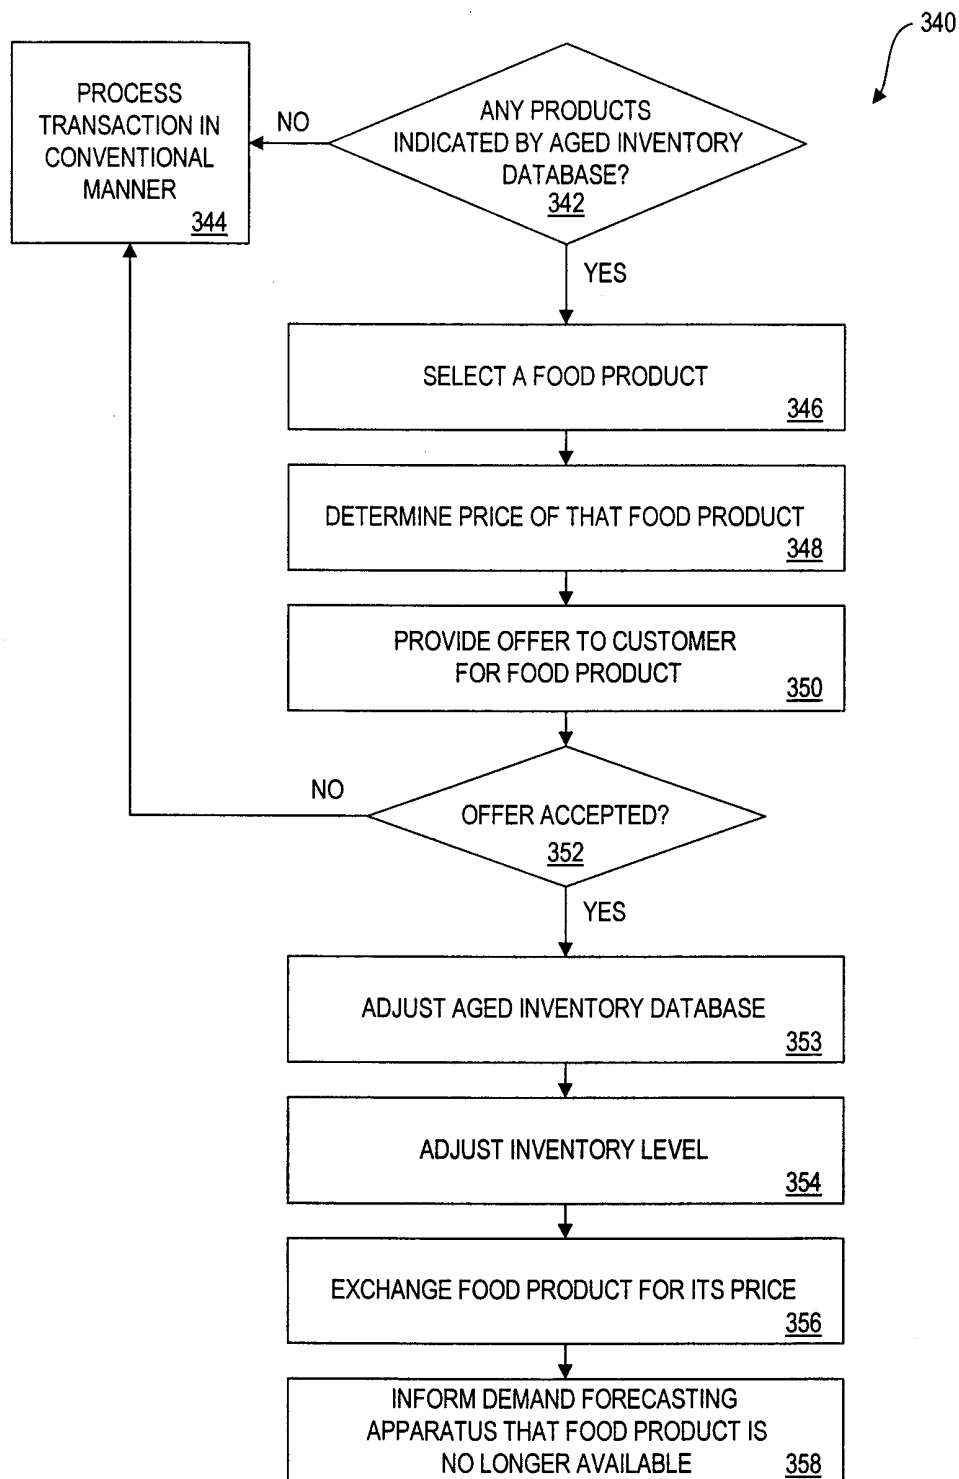 340
PROCESS
TRANSACTION IN
CONVENTIONAL
MANNER
344
NO
ANY PRODUCTS
INDICATED BY AGED INVENTORY
DATABASE?
342
YES
SELECT A FOOD PRODUCT
346
DETERMINE PRICE OF THAT FOOD PRODUCT
348
PROVIDE OFFER TO CUSTOMER
FOR FOOD PRODUCT
350
NO
OFFER ACCEPTED?
352
YES
ADJUST AGED INVENTORY DATABASE
353
ADJUST INVENTORY LEVEL
354
EXCHANGE FOOD PRODUCT FOR ITS PRICE
356
INFORM DEMAND FORECASTING
APPARATUS THAT FOOD PRODUCT IS
NO LONGER AVAILABLE
358